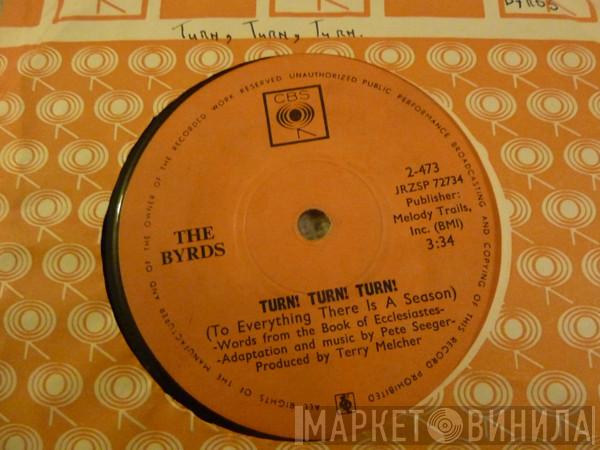 Turn, Turn, Turn.
Byrds
ALL RIGHTS OF THE MANUFACTURER AND OF THE OWNER OF THE RECORDED WORK RESERVED UNAUTHORIZED PUBLIC PERFORMANCE BROADCASTING AND COPYING OF THIS RECORD PROHIBITED
CBS
2-473
JRZSP 72734
Publisher:
Melody Trails,
Inc. (BMI)
3:34
THE
BYRDS
TURN! TURN! TURN!
(To Everything There Is A Season)
-Words from the Book of Ecclesiastes-
-Adaptation and music by Pete Seeger-
Produced by Terry Melcher
МАРКЕТ ВИНИЛА